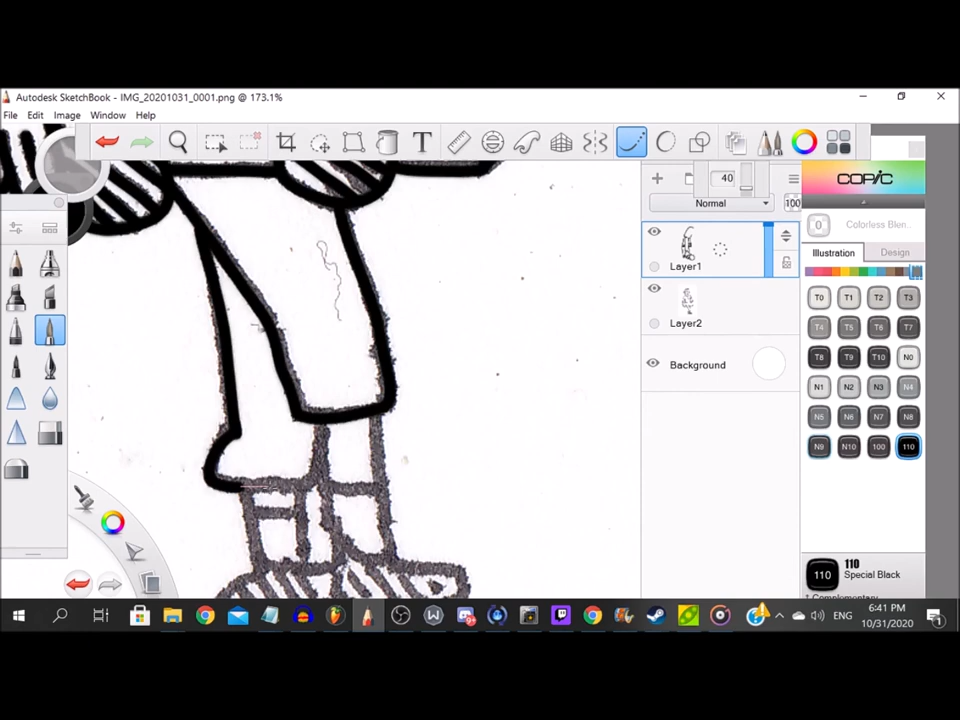 Autodesk SketchBook - IMG_20201031_0001.png @ 173.1%
File Edit Image Window Help
T
40
COPIC
Normal
100
0
Colorless Blen...
Illustration
Design
Layer1
T0 T1 T2 T3
Layer2
T4 T5 T6 T7
T8 T9 T10 N0
Background
N1 N2 N3 N4
N5 N6 N7 N8
N9 N10 100 110
110
110
Special Black
Complementary
ENG
6:41 PM
10/31/2020
1